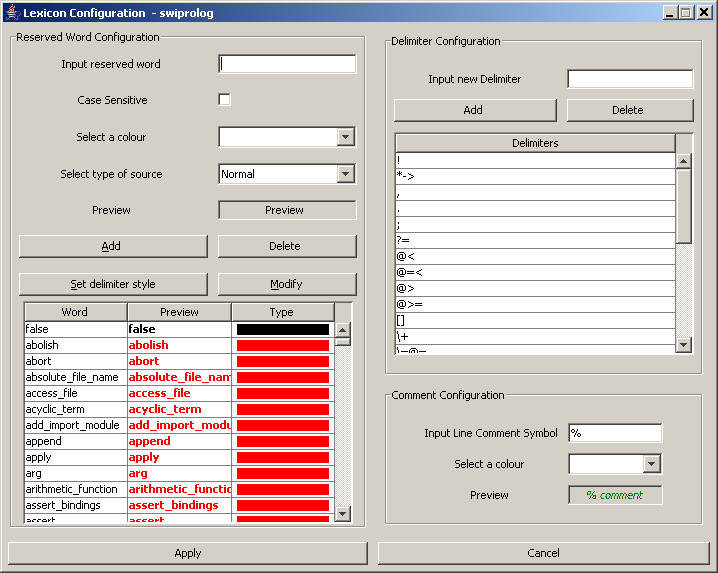 Lexicon Configuration - swiprolog
Reserved Word Configuration
Input reserved word
Case Sensitive
Select a colour
Select type of source Normal
Preview Preview
Add Delete
Set delimiter style Modify
Word Preview Type
false false
abolish abolish
abort abort
absolute_file_name absolute_file_nam
access_file access_file
acyclic_term acyclic_term
add_import_module add_import_modu
append append
apply apply
arg arg
arithmetic_function arithmetic_functio
assert_bindings assert_bindings
assert assert
Delimiter Configuration
Input new Delimiter
Add Delete
Delimiters
!
*->
,
.
;
?=
@<
@=<
@>
@>=
[]
\+
\=@=
Comment Configuration
Input Line Comment Symbol %
Select a colour
Preview % comment
Apply Cancel